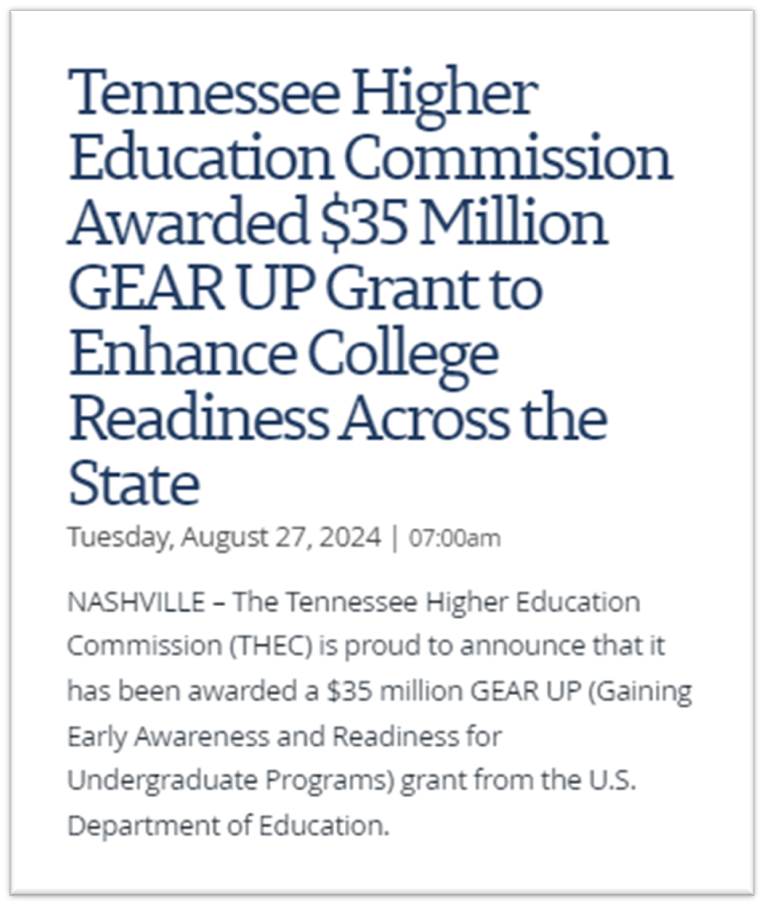 Tennessee Higher
Education Commission
Awarded $35 Million
GEAR UP Grant to
Enhance College
Readiness Across the
State
Tuesday, August 27, 2024 | 07:00am
NASHVILLE – The Tennessee Higher Education
Commission (THEC) is proud to announce that it
has been awarded a $35 million GEAR UP (Gaining
Early Awareness and Readiness for
Undergraduate Programs) grant from the U.S.
Department of Education.